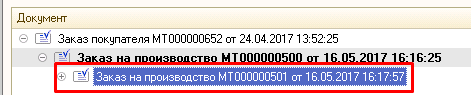 Документ
Заказ покупателя МТ000000652 от 24.04.2017 13:52:25
Заказ на производство МТ000000500 от 16.05.2017 16:16:25
Заказ на производство МТ000000501 от 16.05.2017 16:17:57